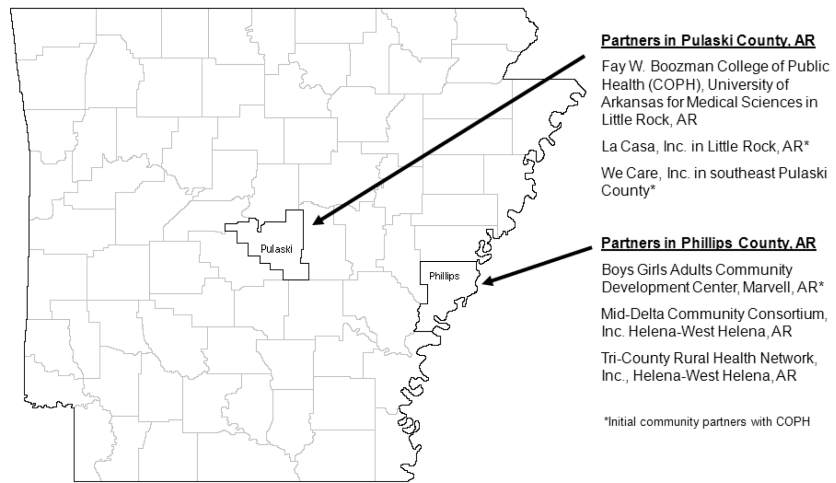 Partners in Pulaski County, AR
Fay W. Boozman College of Public
Health (COPH), University of
Arkansas for Medical Sciences in
Little Rock, AR
La Casa, Inc. in Little Rock, AR*
We Care, Inc. in southeast Pulaski
County*
Pulaski
Partners in Phillips County, AR
Phillips
Boys Girls Adults Community
Development Center, Marvell, AR*
Mid-Delta Community Consortium,
Inc. Helena-West Helena, AR
Tri-County Rural Health Network,
Inc., Helena-West Helena, AR
*Initial community partners with COPH